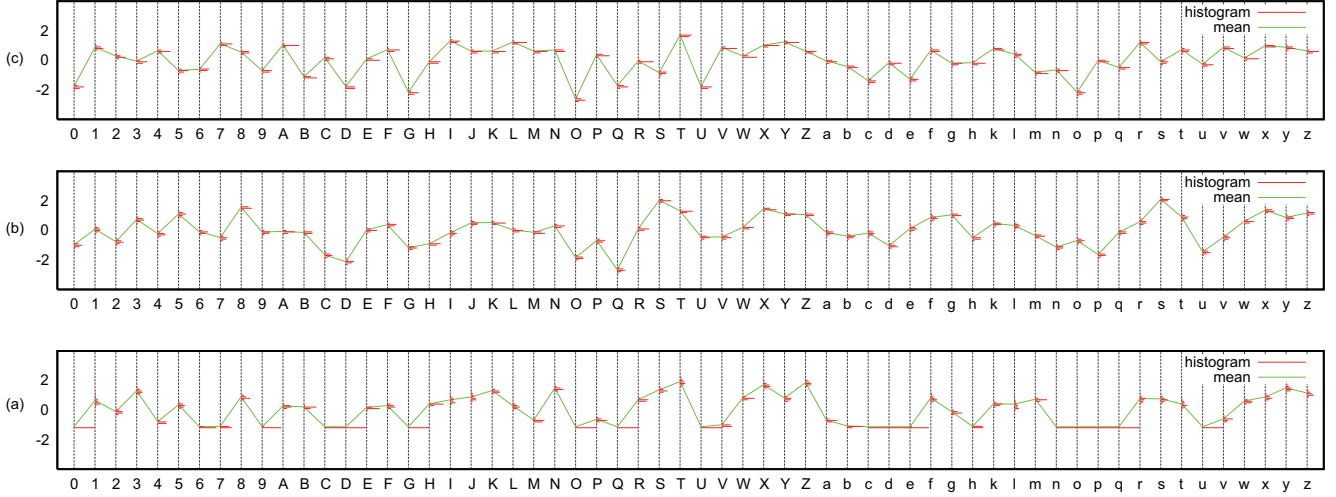 histogram
mean
2
(c) 0
-2
0 1 2 3 4 5 6 7 8 9 A B C D E F G H I J K L M N O P Q R S T U V W X Y Z a b c d e f g h k l m n o p q r s t u v w x y z
histogram
mean
2
(b) 0
-2
0 1 2 3 4 5 6 7 8 9 A B C D E F G H I J K L M N O P Q R S T U V W X Y Z a b c d e f g h k l m n o p q r s t u v w x y z
histogram
mean
2
(a) 0
-2
0 1 2 3 4 5 6 7 8 9 A B C D E F G H I J K L M N O P Q R S T U V W X Y Z a b c d e f g h k l m n o p q r s t u v w x y z